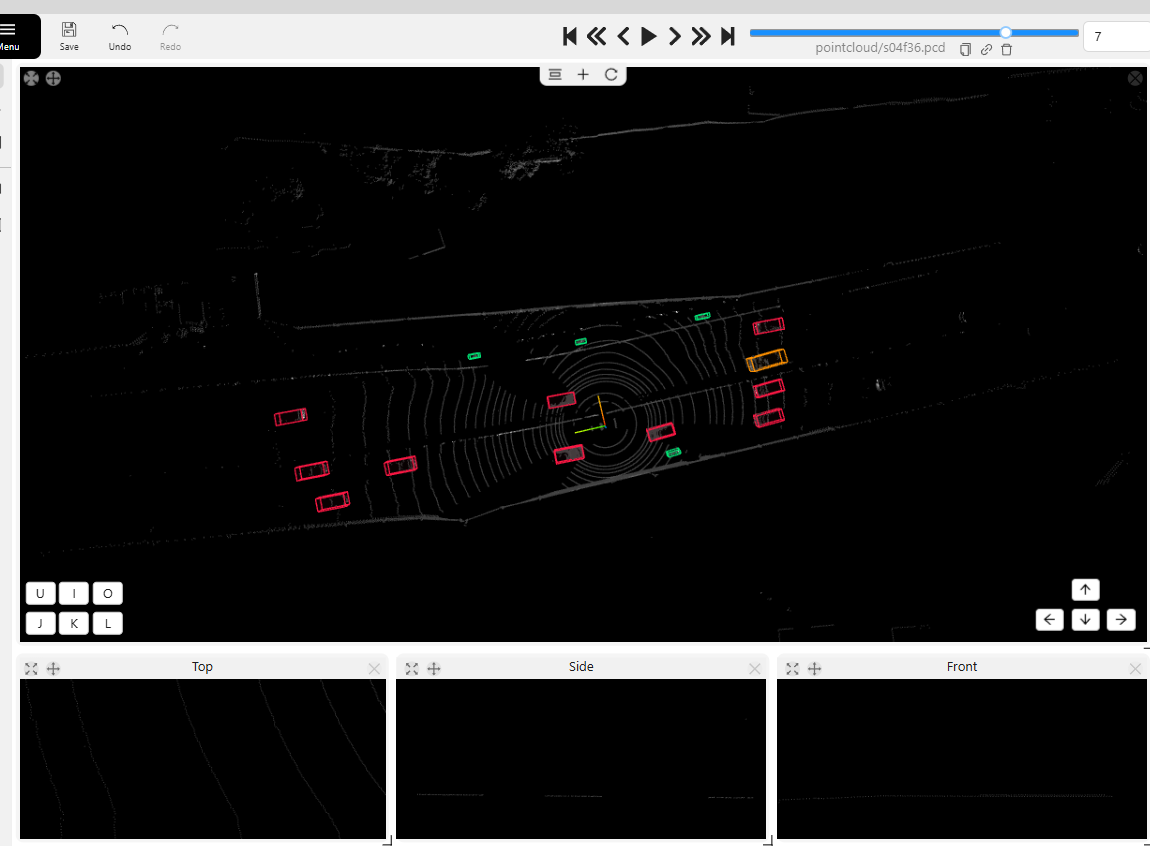 Menu
Save
Undo
Redo
pointcloud/s04f36.pcd
7
U I O
J K L
Top
Side
Front